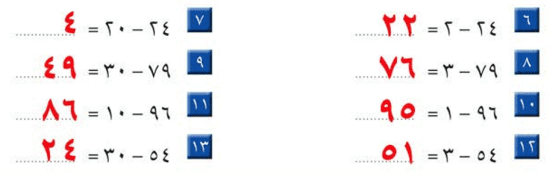 ٦ ٢٤ − ٢ = ٢٢ ٧ ٢٤ − ٢٠ = ٤
٨ ٧٩ − ٣ = ٧٦ ٩ ٧٩ − ٣٠ = ٤٩
١٠ ٩٦ − ١ = ٩٥ ١١ ٩٦ − ١٠ = ٨٦
١٢ ٥٤ − ٣ = ٥١ ١٣ ٥٤ − ٣٠ = ٢٤